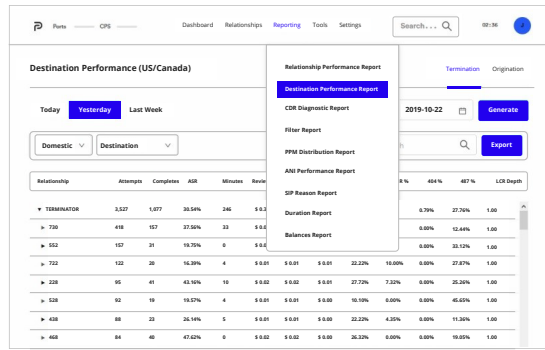 Porto CPS Dashboard Relationships Reporting Tools Settings Search... 02:36
Destination Performance (US/Canada) Termination Origination
Relationship Performance Report
Destination Performance Report
CDR Diagnostic Report
Filter Report
PPM Distribution Report
ANI Performance Report
SIP Reason Report
Duration Report
Balances Report
Today Yesterday Last Week 2019-10-22 Generate
Domestic Destination Export
Relationship Attempts Completes ASR Minutes R % 404 % 487 % LCR Depth
TERMINATOR 3,527 1,077 30.54% 246 0.79% 27.76% 1.00
730 418 157 37.56% 33 0.00% 12.44% 1.00
552 157 31 19.75% 0 0.00% 33.12% 1.00
722 122 20 16.39% 4 $ 0.01 $ 0.01 $ 0.01 22.22% 10.00% 0.00% 27.87% 1.00
228 95 41 43.16% 10 $ 0.02 $ 0.02 $ 0.01 27.72% 7.32% 0.00% 25.26% 1.00
528 92 19 19.57% 4 $ 0.01 $ 0.01 $ 0.00 10.10% 0.00% 0.00% 45.65% 1.00
438 88 23 26.14% 5 $ 0.01 $ 0.01 $ 0.00 22.22% 4.35% 0.00% 11.36% 1.00
468 84 40 47.62% 0 $ 0.02 $ 0.02 $ 0.00 26.32% 0.00% 0.00% 19.05% 1.00